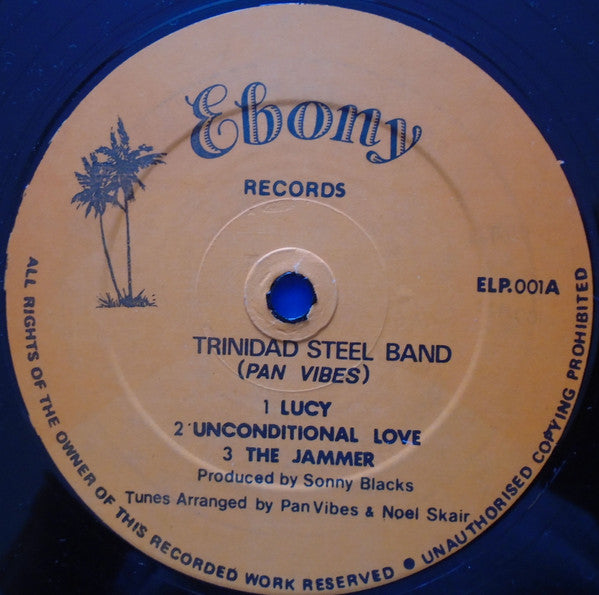 Ebony
RECORDS
ELP.001A
TRINIDAD STEEL BAND
(PAN VIBES)
1 LUCY
2 UNCONDITIONAL LOVE
3 THE JAMMER
Produced by Sonny Blacks
Tunes Arranged by Pan Vibes & Noel Skair
ALL RIGHTS OF THE OWNER OF THIS RECORDED WORK RESERVED ● UNAUTHORISED COPYING PROHIBITED